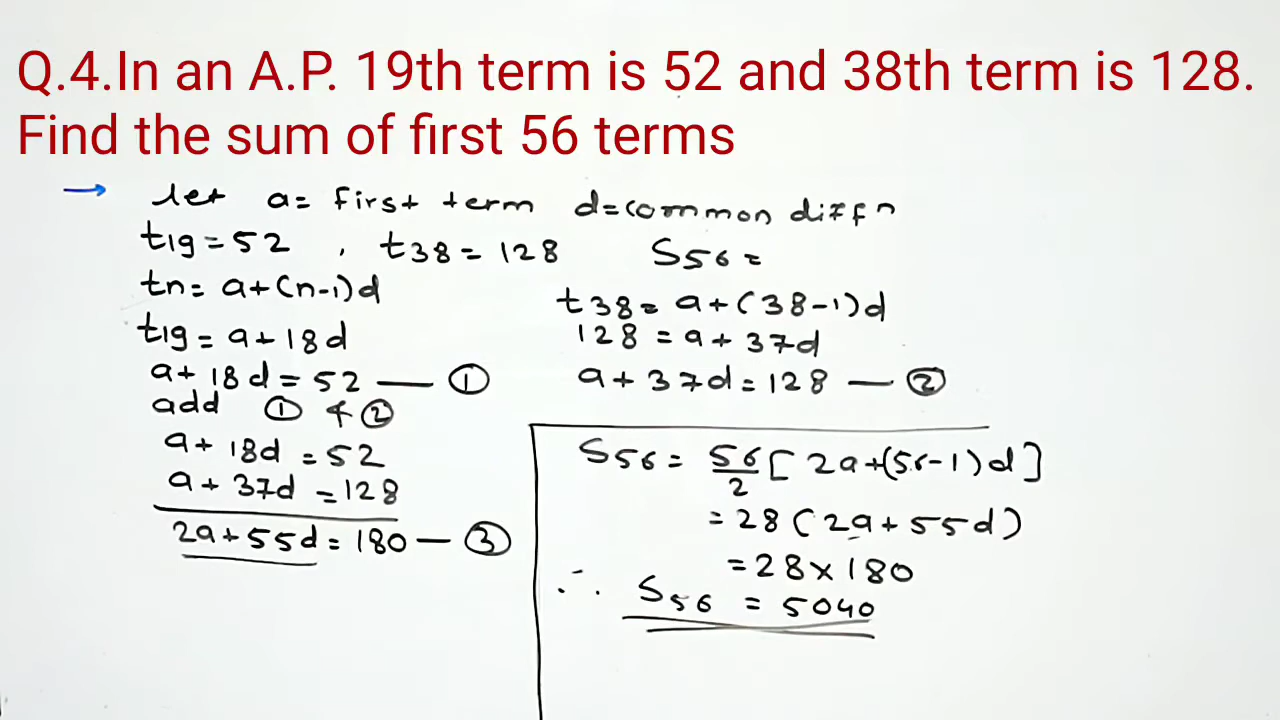 Q.4.In an A.P. 19th term is 52 and 38th term is 128.
Find the sum of first 56 terms
→ let a= first term d=common diffn
t19=52 , t38=128 S56=
tn= a+(n-1)d
t19= a+18d
a+18d=52 — ①
t38= a+(38-1)d
128 = a+37d
a+37d=128 — ②
add ① & ②
a+18d=52
a+37d=128
2a+55d=180 — ③
S56= 56/2 [2a+(56-1)d]
=28(2a+55d)
=28×180
∴ S56 = 5040